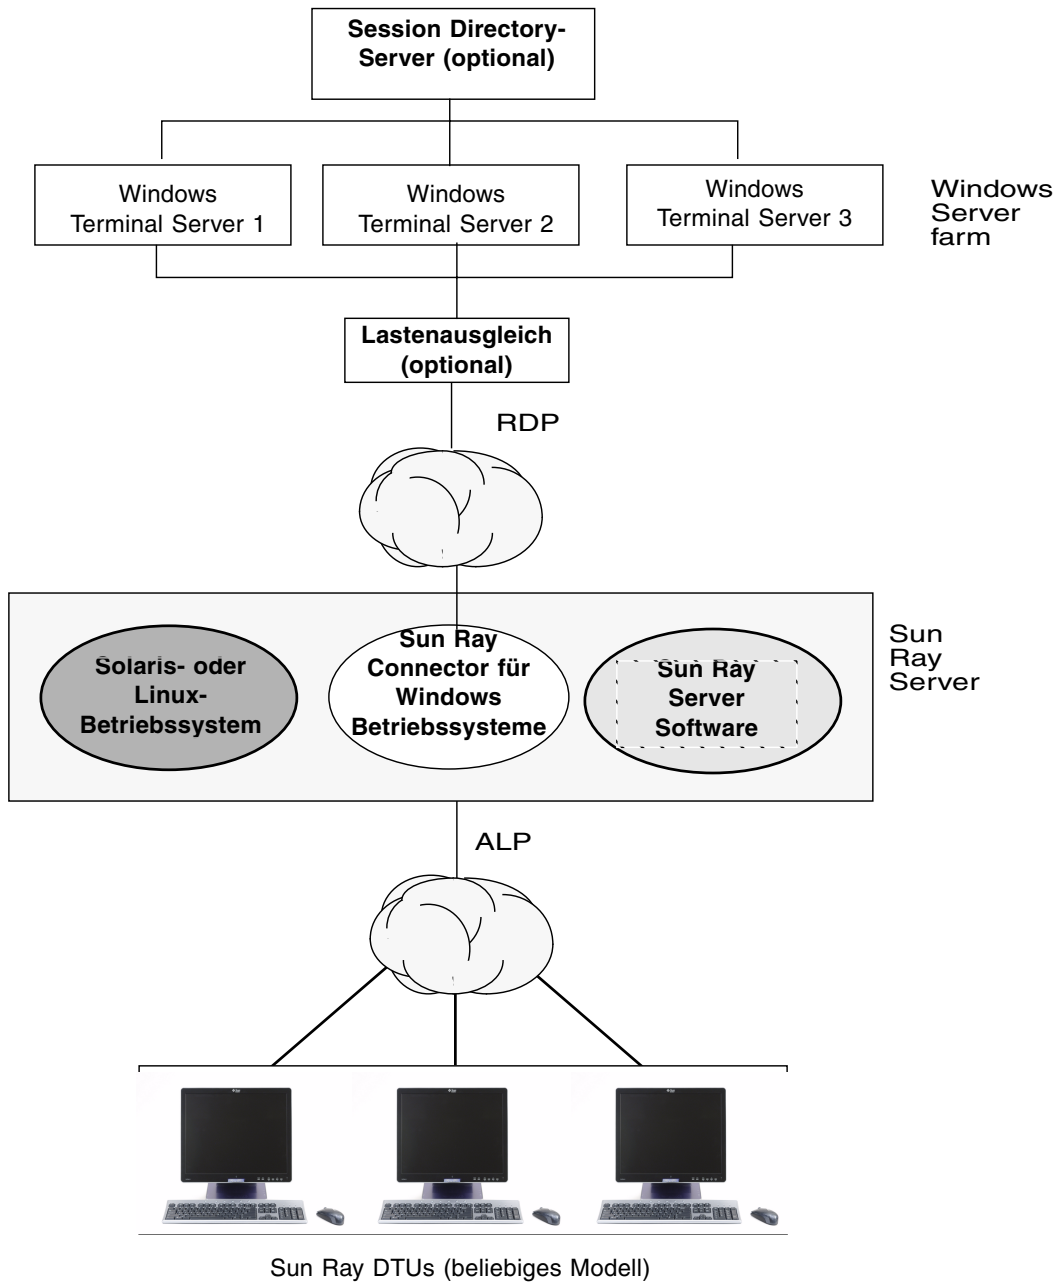 Session Directory-
Server (optional)
Windows
Terminal Server 1
Windows
Terminal Server 2
Windows
Terminal Server 3
Windows
Server
farm
Lastenausgleich
(optional)
RDP
Solaris- oder
Linux-
Betriebssystem
Sun Ray
Connector für
Windows
Betriebssysteme
Sun Ray
Server
Software
Sun
Ray
Server
ALP
Sun Ray DTUs (beliebiges Modell)